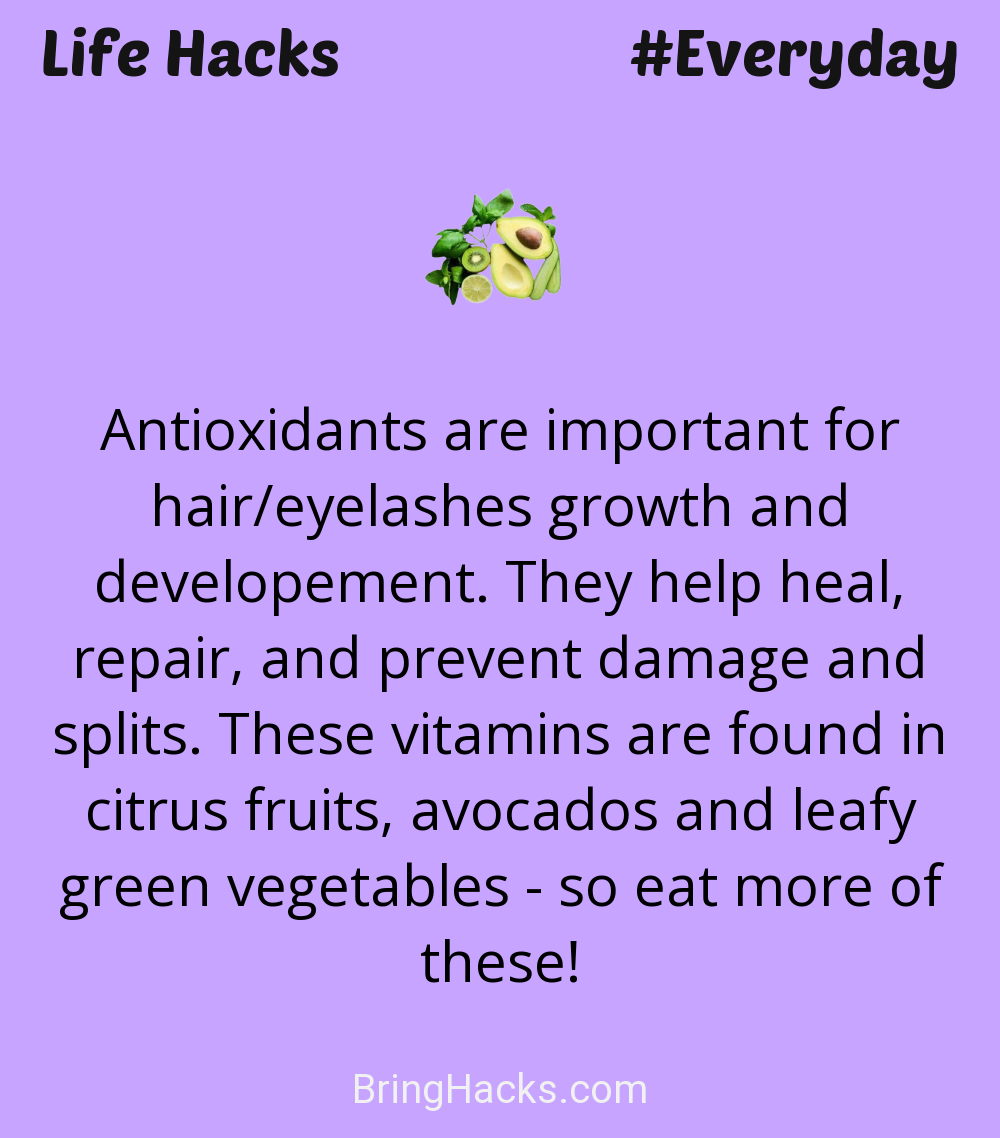 Life Hacks #Everyday
Antioxidants are important for
hair/eyelashes growth and
developement. They help heal,
repair, and prevent damage and
splits. These vitamins are found in
citrus fruits, avocados and leafy
green vegetables - so eat more of
these!
BringHacks.com